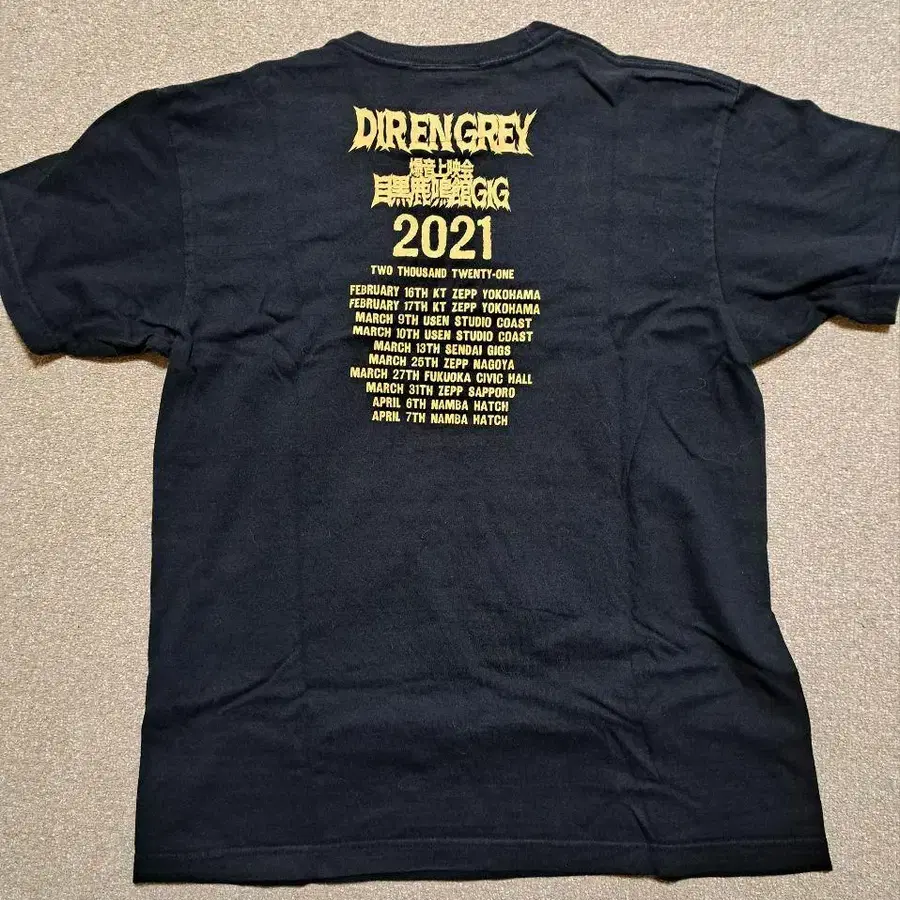 DIR EN GREY
爆音上映会
目黒鹿鳴館GIG
2021
TWO THOUSAND TWENTY-ONE
FEBRUARY 16TH KT ZEPP YOKOHAMA
FEBRUARY 17TH KT ZEPP YOKOHAMA
MARCH 9TH USEN STUDIO COAST
MARCH 10TH USEN STUDIO COAST
MARCH 13TH SENDAI GIGS
MARCH 25TH ZEPP NAGOYA
MARCH 27TH FUKUOKA CIVIC HALL
MARCH 31TH ZEPP SAPPORO
APRIL 6TH NAMBA HATCH
APRIL 7TH NAMBA HATCH